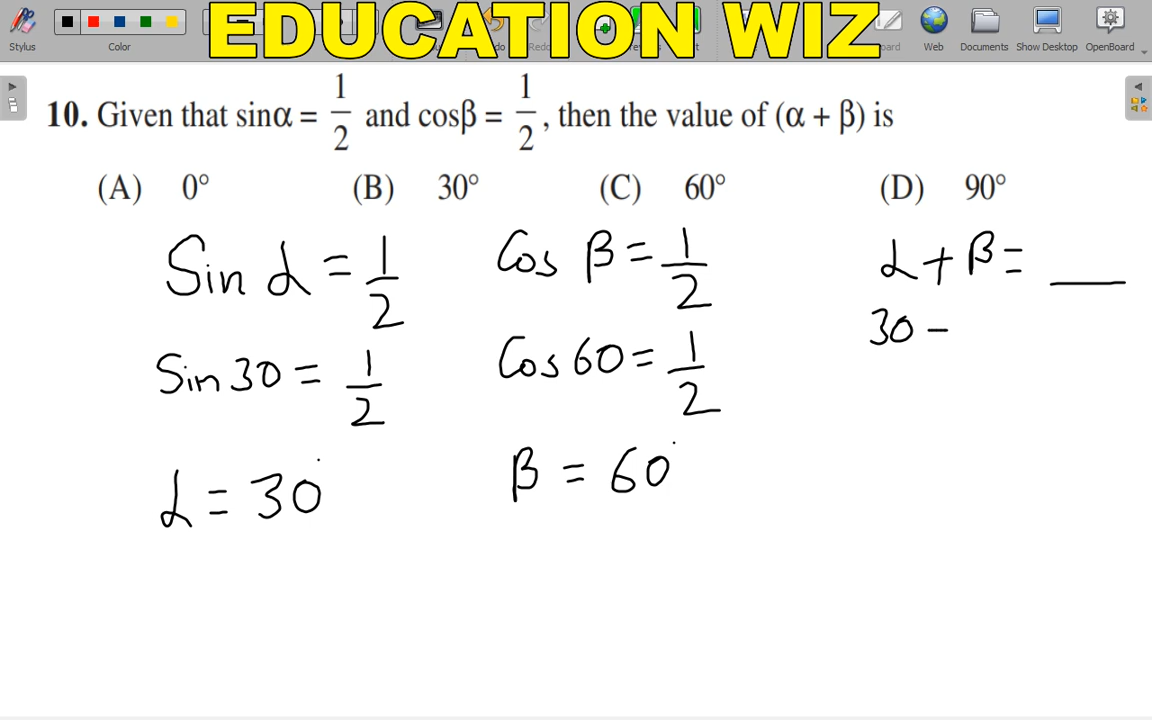 EDUCATION WIZ
Stylus Color Redo Web Documents Show Desktop OpenBoard
10. Given that sinα = 1/2 and cosβ = 1/2, then the value of (α + β) is
(A) 0° (B) 30° (C) 60° (D) 90°
Sin α = 1/2 Cos β = 1/2 α + β = ___
Sin 30 = 1/2 Cos 60 = 1/2 30 -
α = 30° β = 60°